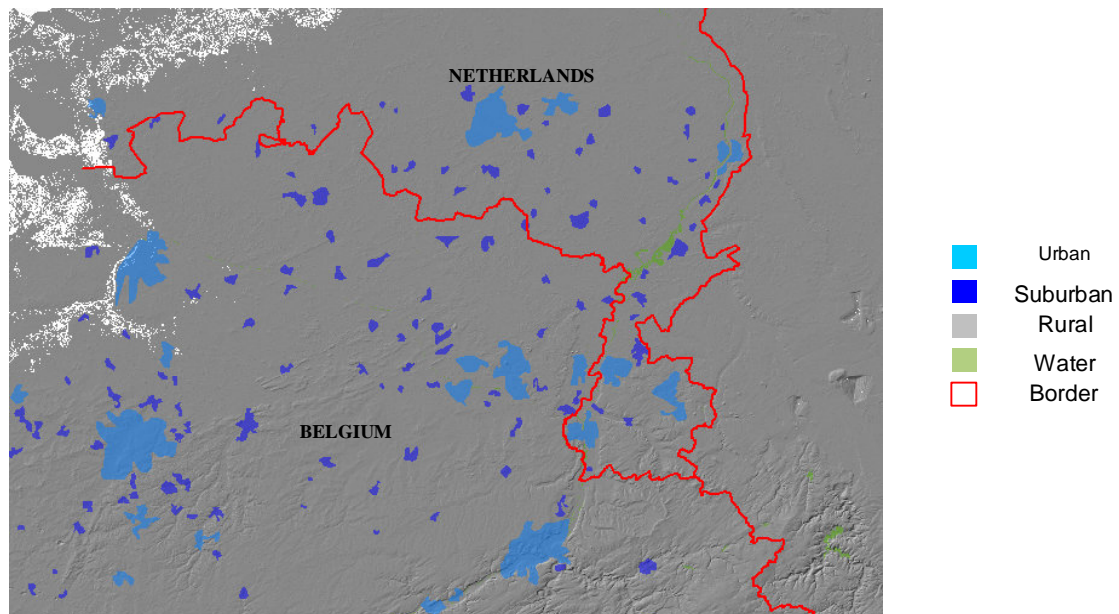 NETHERLANDS
BELGIUM
Urban
Suburban
Rural
Water
Border